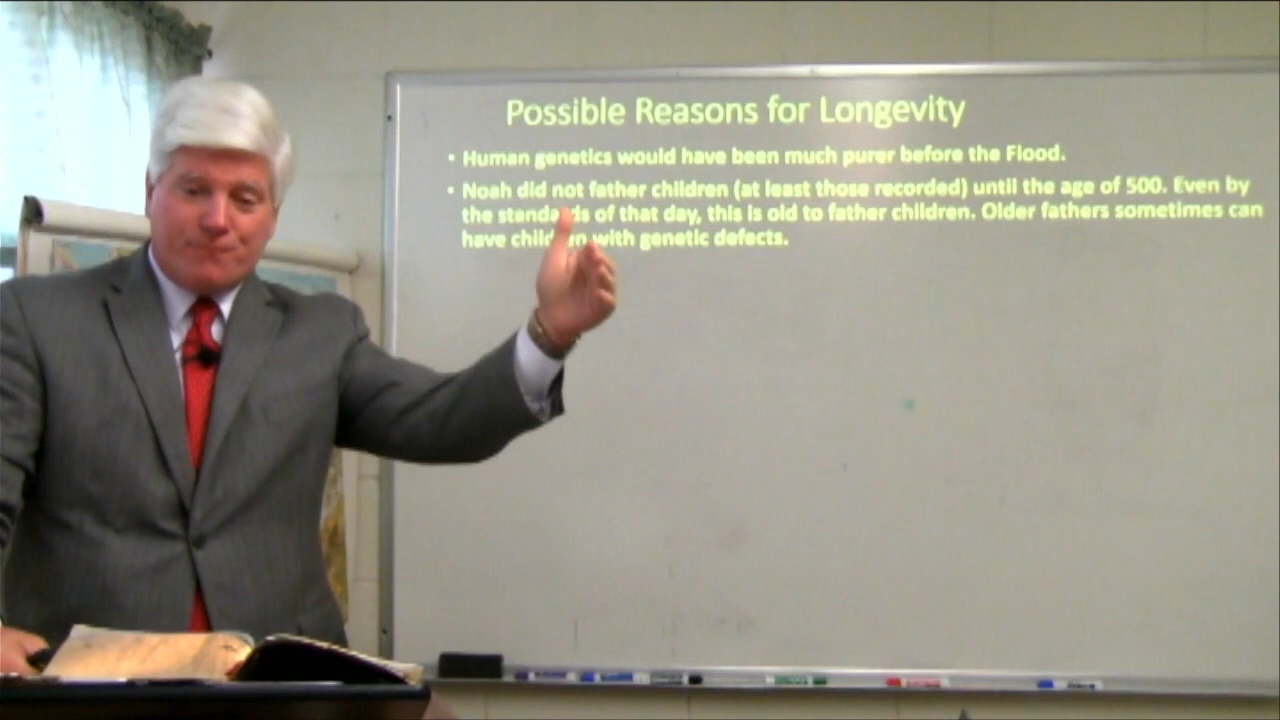 Possible Reasons for Longevity
• Human genetics would have been much purer before the Flood.
• Noah did not father children (at least those recorded) until the age of 500. Even by
the standards of that day, this is old to father children. Older fathers sometimes can
have children with genetic defects.